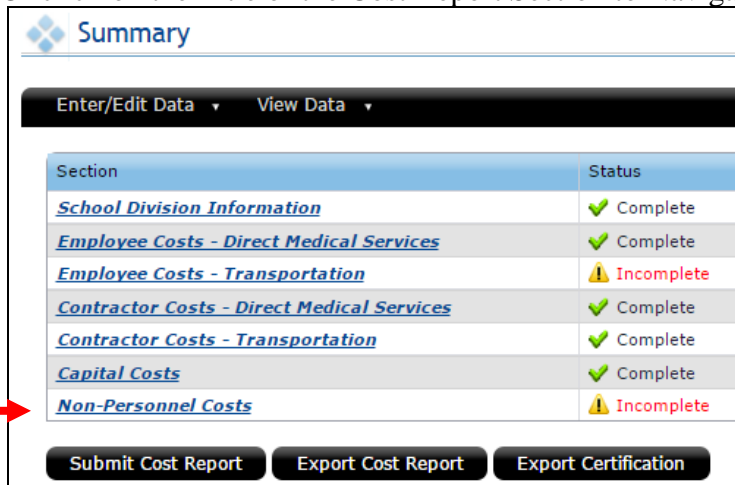 Summary
Enter/Edit Data ▾ View Data ▾
Section Status
School Division Information Complete
Employee Costs - Direct Medical Services Complete
Employee Costs - Transportation Incomplete
Contractor Costs - Direct Medical Services Complete
Contractor Costs - Transportation Complete
Capital Costs Complete
Non-Personnel Costs Incomplete
Submit Cost Report Export Cost Report Export Certification